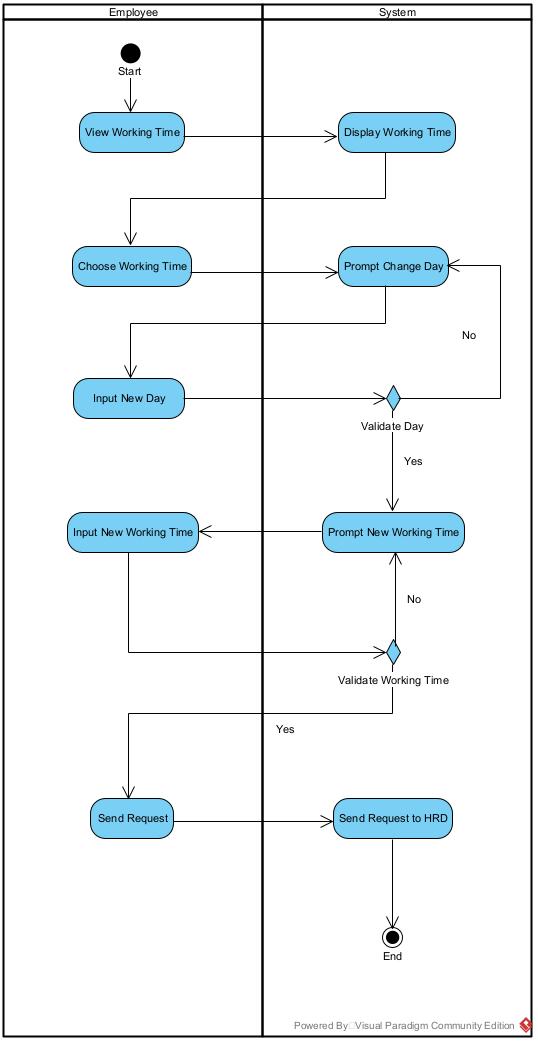 Employee
System
Start
View Working Time
Display Working Time
Choose Working Time
Prompt Change Day
No
Input New Day
Validate Day
Yes
Input New Working Time
Prompt New Working Time
No
Validate Working Time
Yes
Send Request
Send Request to HRD
End
Powered By Visual Paradigm Community Edition